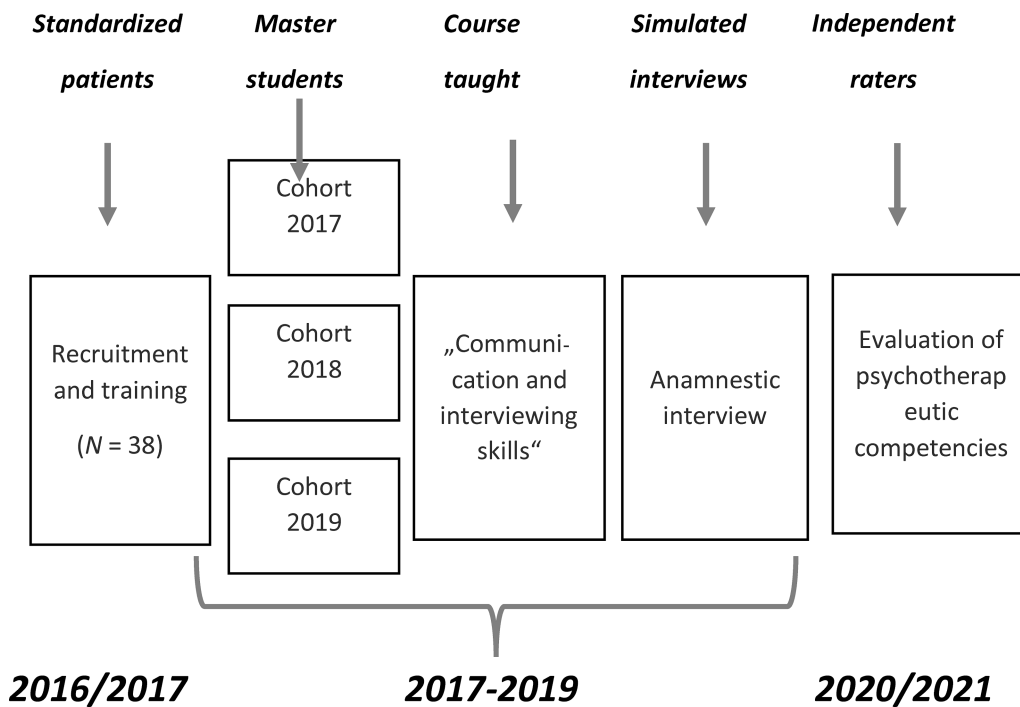 Standardized
patients
Master
students
Course
taught
Simulated
interviews
Independent
raters
Recruitment
and training
(N = 38)
Cohort
2017
Cohort
2018
Cohort
2019
„Communi-
cation and
interviewing
skills“
Anamnestic
interview
Evaluation of
psychotherap
eutic
competencies
2016/2017
2017-2019
2020/2021